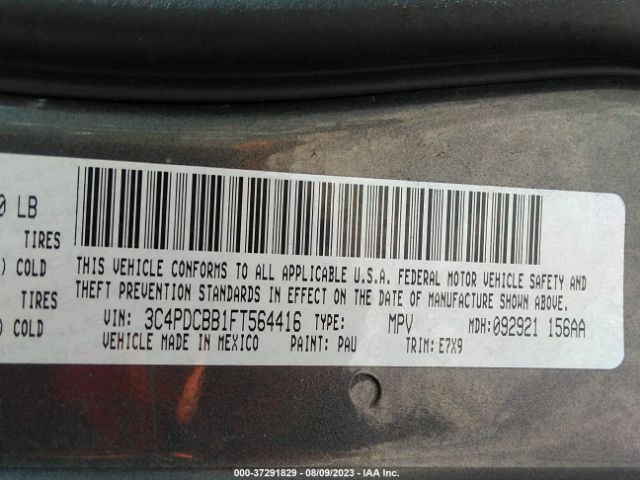 0 LB
TIRES
) COLD
TIRES
) COLD
THIS VEHICLE CONFORMS TO ALL APPLICABLE U.S.A. FEDERAL MOTOR VEHICLE SAFETY AND
THEFT PREVENTION STANDARDS IN EFFECT ON THE DATE OF MANUFACTURE SHOWN ABOVE.
VIN: 3C4PDCBB1FT564416 TYPE: MPV MDH: 092921 156AA
VEHICLE MADE IN MEXICO PAINT: PAU TRIM: E7X9
000-37291829 - 08/09/2023 - IAA Inc.